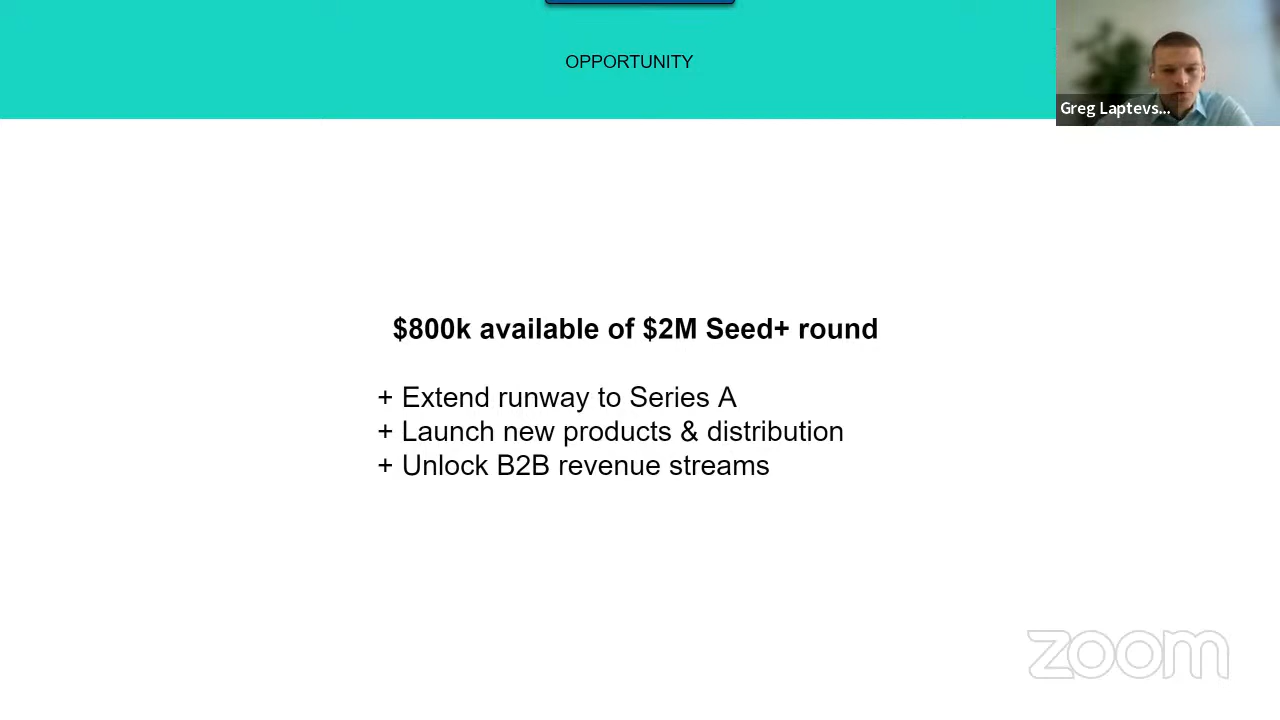 OPPORTUNITY
Greg Laptevs...
$800k available of $2M Seed+ round
+ Extend runway to Series A
+ Launch new products & distribution
+ Unlock B2B revenue streams
zoom